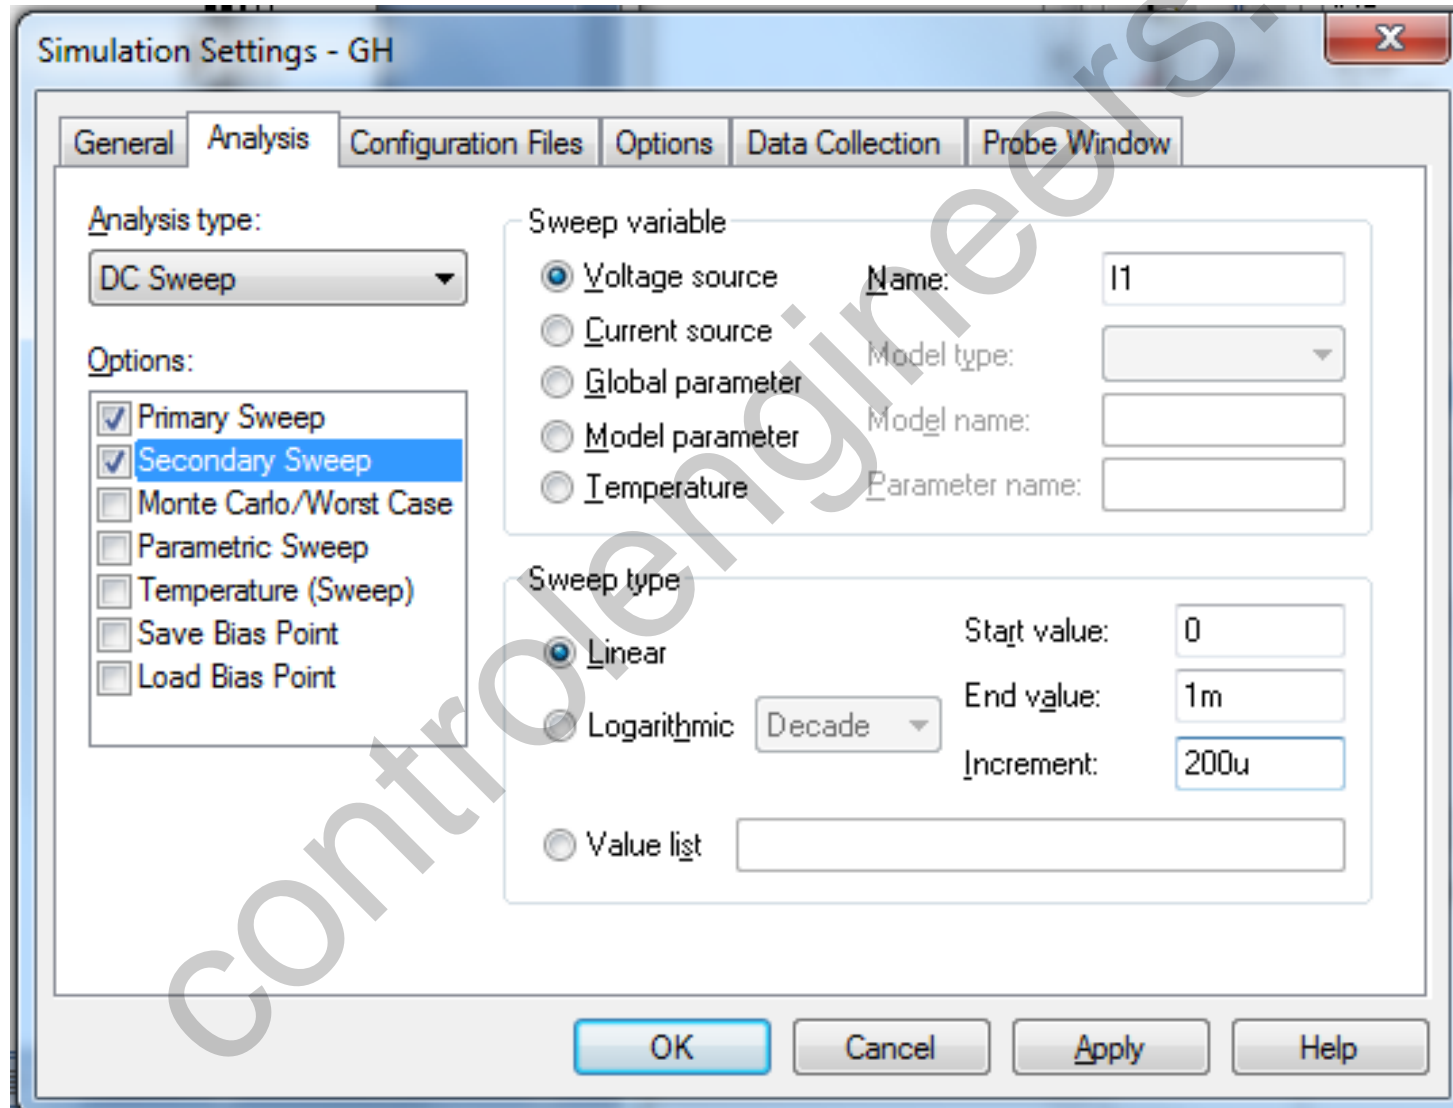 Simulation Settings - GH
General Analysis Configuration Files Options Data Collection Probe Window
Analysis type:
DC Sweep
Options:
Primary Sweep
Secondary Sweep
Monte Carlo/Worst Case
Parametric Sweep
Temperature (Sweep)
Save Bias Point
Load Bias Point
Sweep variable
Voltage source
Current source
Global parameter
Model parameter
Temperature
Name: I1
Model type:
Model name:
Parameter name:
Sweep type
Linear
Logarithmic Decade
Value list
Start value: 0
End value: 1m
Increment: 200u
OK Cancel Apply Help
controlengineers.